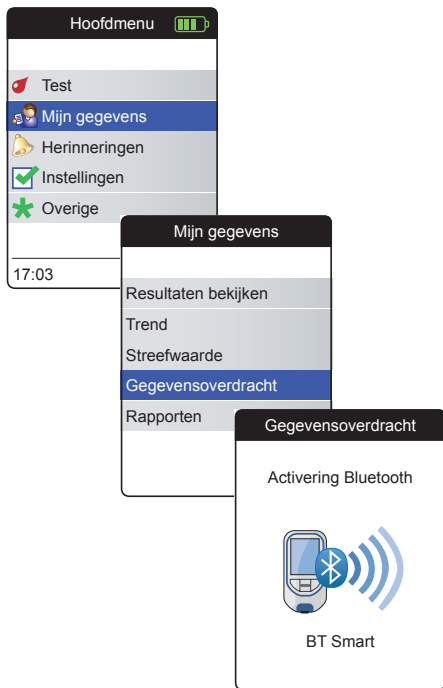 Hoofdmenu
Test
Mijn gegevens
Herinneringen
Instellingen
Overige
17:03
Mijn gegevens
Resultaten bekijken
Trend
Streefwaarde
Gegevensoverdracht
Rapporten
Gegevensoverdracht
Activering Bluetooth
BT Smart